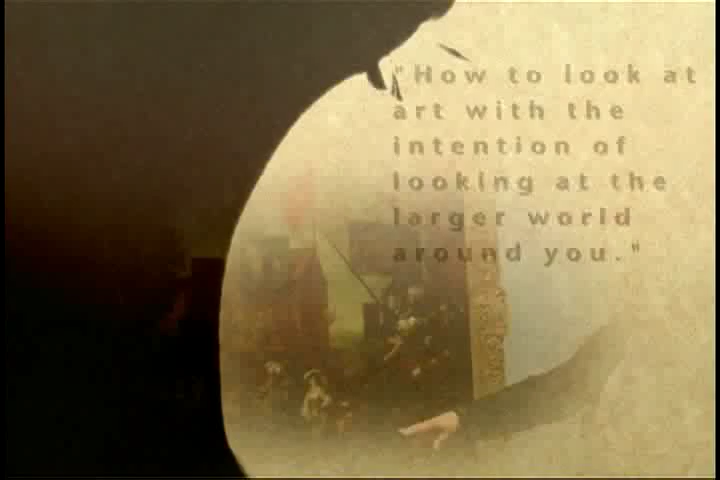 "How to look at
art with the
intention of
looking at the
larger world
around you."